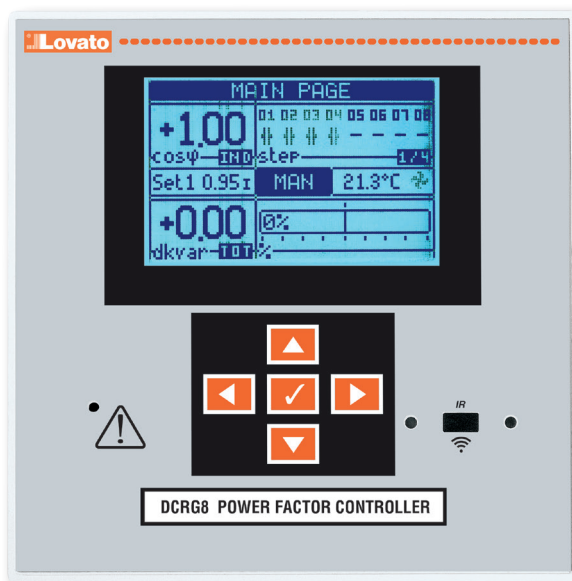 Lovato
MAIN PAGE
+1.00
01 02 03 04 05 06 07 08
cosφ IND step 1/4
Set1 0.95I MAN 21.3°C
+0.00
0%
dkvar TOT %
IR
DCRG8 POWER FACTOR CONTROLLER